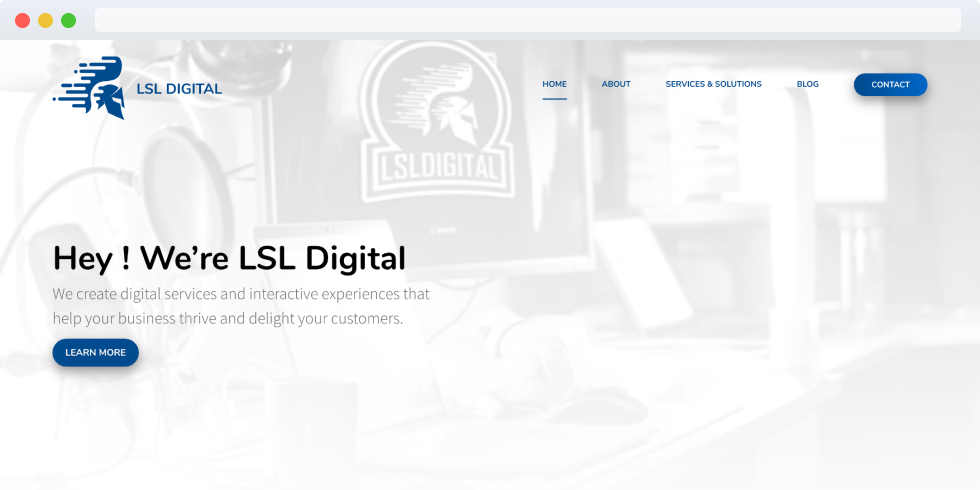 LSL DIGITAL
HOME ABOUT SERVICES & SOLUTIONS BLOG CONTACT
LSLDIGITAL
Hey ! We’re LSL Digital
We create digital services and interactive experiences that
help your business thrive and delight your customers.
LEARN MORE